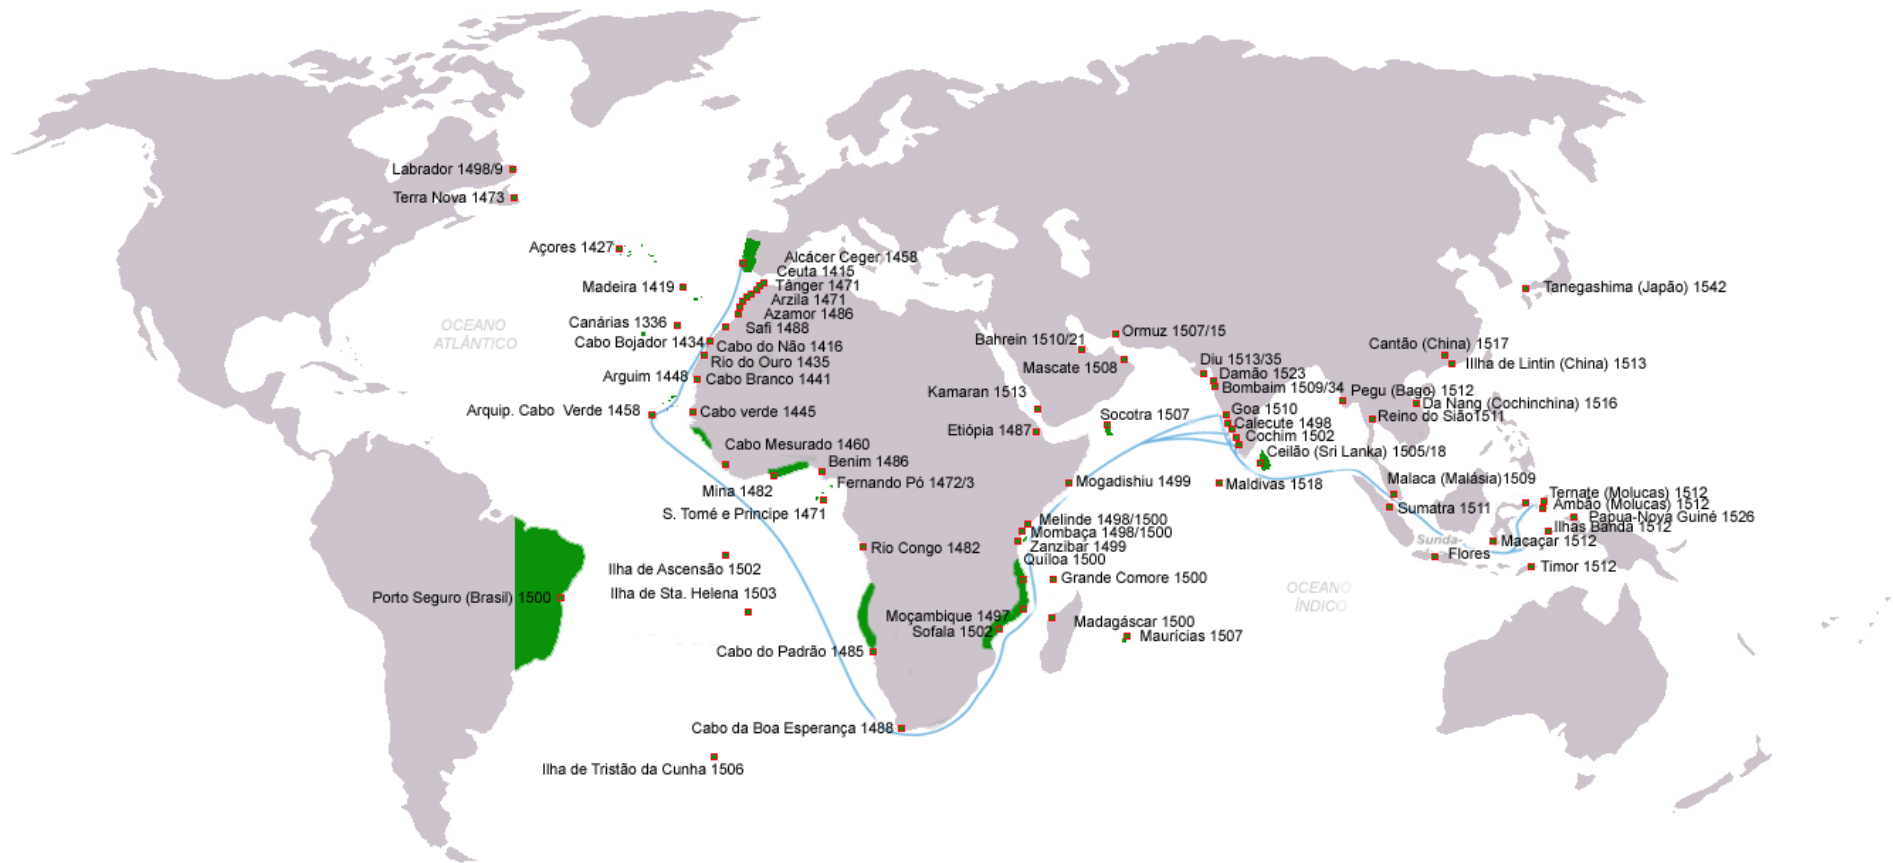 Labrador 1498/9
Terra Nova 1473
Açores 1427
Alcácer Ceger 1458
Ceuta 1415
Tânger 1471
Madeira 1419
Arzila 1471
Azamor 1486
OCEANO
ATLÂNTICO
Canárias 1336
Safi 1488
Cabo Bojador 1434
Cabo do Não 1416
Rio do Ouro 1435
Arguim 1448
Cabo Branco 1441
Arquip. Cabo Verde 1458
Cabo verde 1445
Cabo Mesurado 1460
Benim 1486
Fernando Pó 1472/3
Mina 1482
S. Tomé e Principe 1471
Rio Congo 1482
Ilha de Ascensão 1502
Ilha de Sta. Helena 1503
Porto Seguro (Brasil) 1500
Cabo do Padrão 1485
Cabo da Boa Esperança 1488
Ilha de Tristão da Cunha 1506
Tanegashima (Japão) 1542
Ormuz 1507/15
Bahrein 1510/21
Mascate 1508
Cantão (China) 1517
Illha de Lintin (China) 1513
Diu 1513/35
Damão 1523
Bombaim 1509/34
Pegu (Bago) 1512
Da Nang (Cochinchina) 1516
Reino do Sião1511
Kamaran 1513
Socotra 1507
Etiópia 1487
Goa 1510
Calecute 1498
Cochim 1502
Ceilão (Sri Lanka) 1505/18
Mogadishiu 1499
Maldivas 1518
Malaca (Malásia)1509
Sumatra 1511
Ternate (Molucas) 1512
Ambão (Molucas) 1512
Papua-Nova Guiné 1526
Ilhas Banda 1512
Macaçar 1512
Sunda-
Flores
Timor 1512
Melinde 1498/1500
Mombaça 1498/1500
Zanzibar 1499
Quíloa 1500
Grande Comore 1500
OCEANO
ÍNDICO
Moçambique 1497
Sofala 1502
Madagáscar 1500
Maurícias 1507